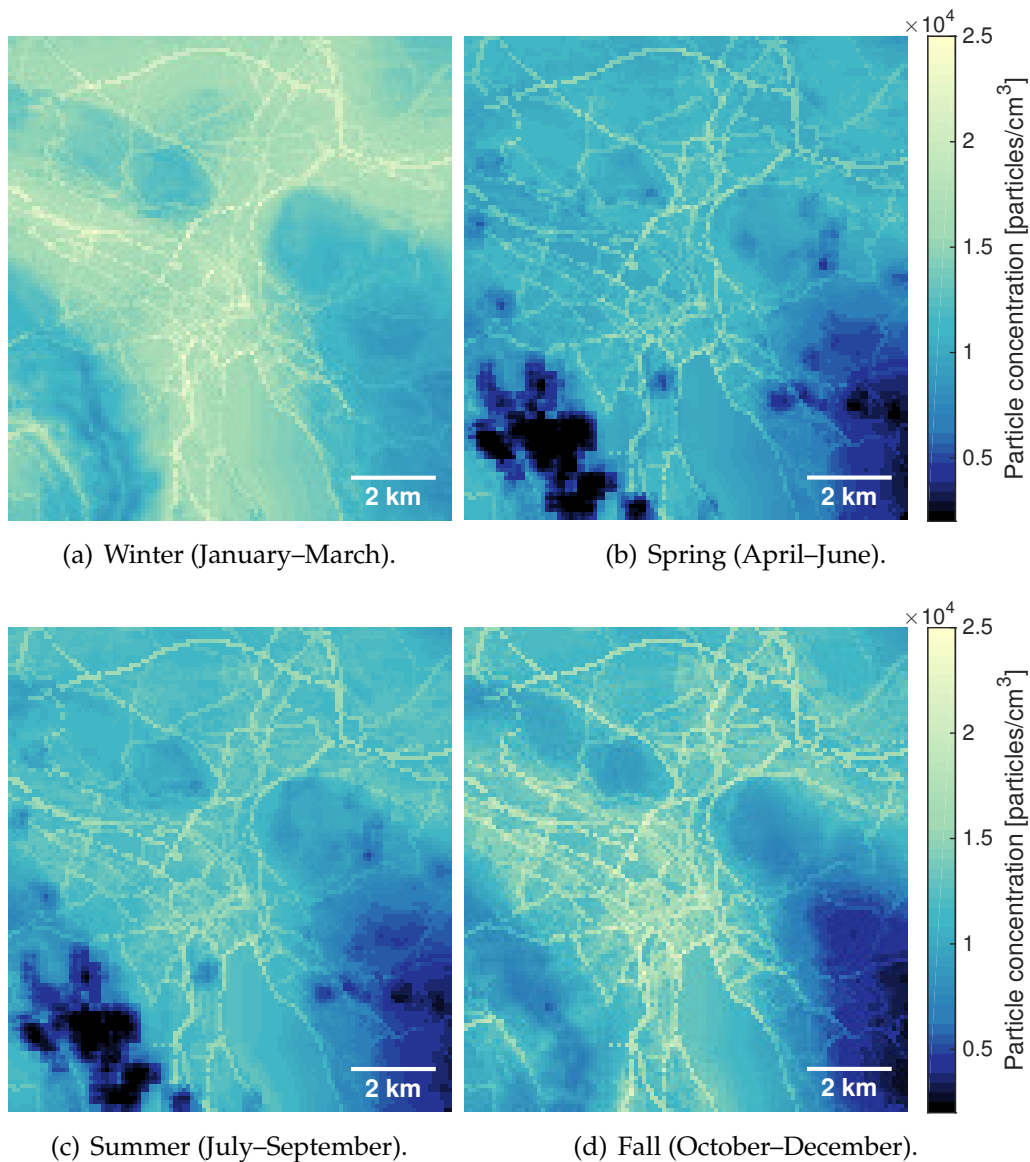 ×10⁴
2.5
2
1.5
1
0.5
Particle concentration [particles/cm³]
2 km
2 km
(a) Winter (January–March).
(b) Spring (April–June).
×10⁴
2.5
2
1.5
1
0.5
Particle concentration [particles/cm³]
2 km
2 km
(c) Summer (July–September).
(d) Fall (October–December).